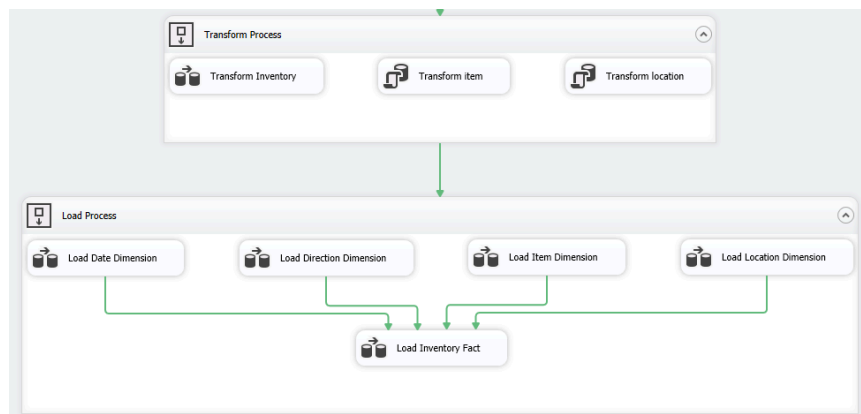 Transform Process
Transform Inventory
Transform item
Transform location
Load Process
Load Date Dimension
Load Direction Dimension
Load Item Dimension
Load Location Dimension
Load Inventory Fact